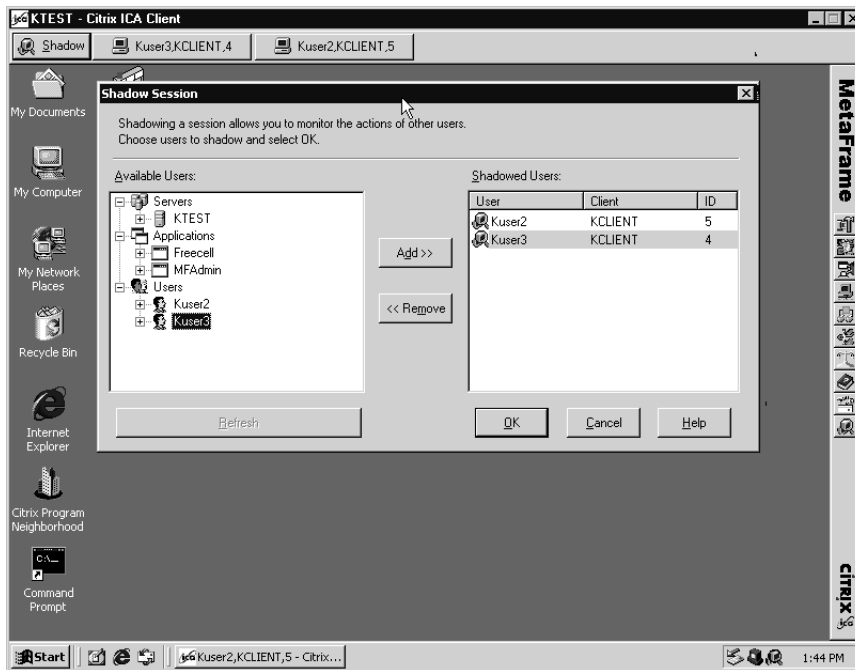 KTEST - Citrix ICA Client
Shadow
Kuser3,KCLIENT,4
Kuser2,KCLIENT,5
My Documents
My Computer
My Network
Places
Recycle Bin
Internet
Explorer
Citrix Program
Neighborhood
C:\_
Command
Prompt
Shadow Session
Shadowing a session allows you to monitor the actions of other users.
Choose users to shadow and select OK.
Available Users:
Servers
KTEST
Applications
Freecell
MFAdmin
Users
Kuser2
Kuser3
Add >>
<< Remove
Shadowed Users:
User Client ID
Kuser2 KCLIENT 5
Kuser3 KCLIENT 4
Refresh
OK
Cancel
Help
MetaFrame
CITRIX
ica
Start
Kuser2,KCLIENT,5 - Citrix...
1:44 PM